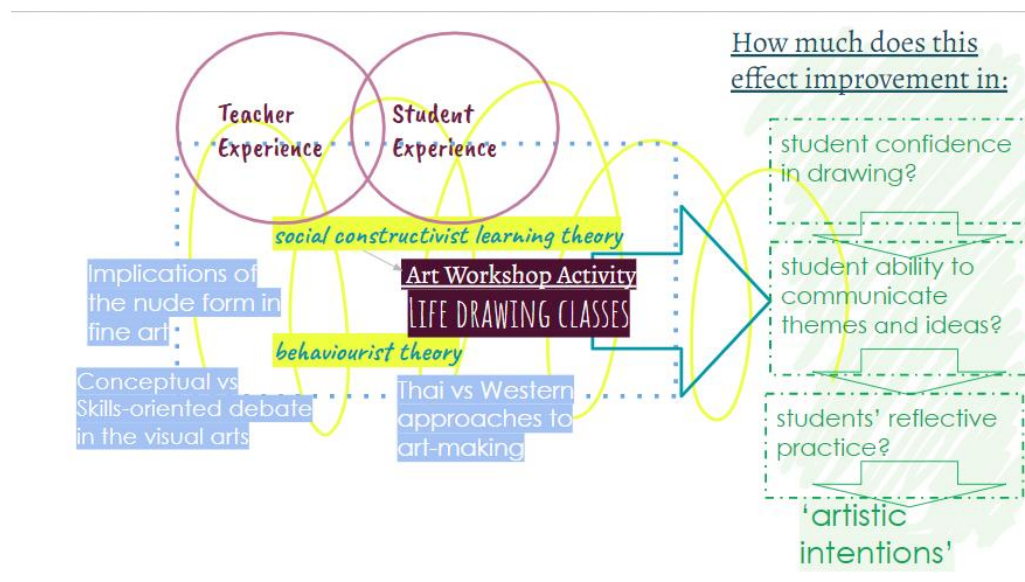 Teacher
Experience
Student
Experience
social constructivist learning theory
Implications of
the nude form in
fine art
Art Workshop Activity
LIFE DRAWING CLASSES
behaviourist theory
Conceptual vs
Skills-oriented debate
in the visual arts
Thai vs Western
approaches to
art-making
How much does this
effect improvement in:
student confidence
in drawing?
student ability to
communicate
themes and ideas?
students' reflective
practice?
‘artistic
intentions’